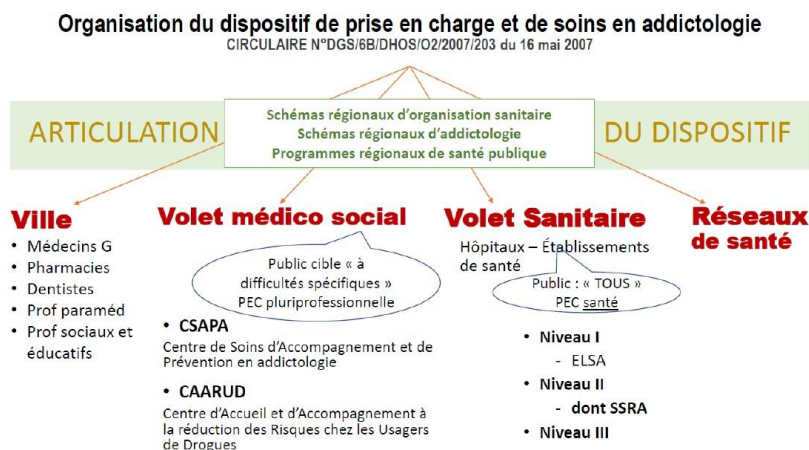 Organisation du dispositif de prise en charge et de soins en addictologie
CIRCULAIRE N°DGS/6B/DHOS/O2/2007/203 du 16 mai 2007
ARTICULATION
Schémas régionaux d'organisation sanitaire
Schémas régionaux d'addictologie
Programmes régionaux de santé publique
DU DISPOSITIF
Ville
• Médecins G
• Pharmacies
• Dentistes
• Prof paraméd
• Prof sociaux et
éducatifs
Volet médico social
Public cible « à
difficultés spécifiques »
PEC pluriprofessionnelle
• CSAPA
Centre de Soins d'Accompagnement et de
Prévention en addictologie
• CAARUD
Centre d'Accueil et d'Accompagnement à
la réduction des Risques chez les Usagers
de Drogues
Volet Sanitaire
Hôpitaux – Établissements
de santé
Public : « TOUS »
PEC santé
• Niveau I
- ELSA
• Niveau II
- dont SSRA
• Niveau III
Réseaux
de santé